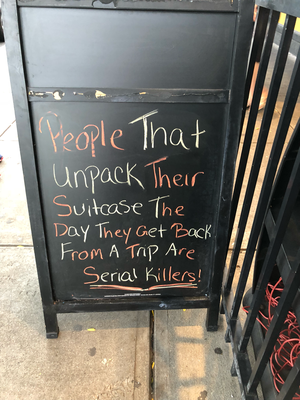 People That
Unpack Their
Suitcase The
Day They Get Back
From A Trip Are
Serial Killers!